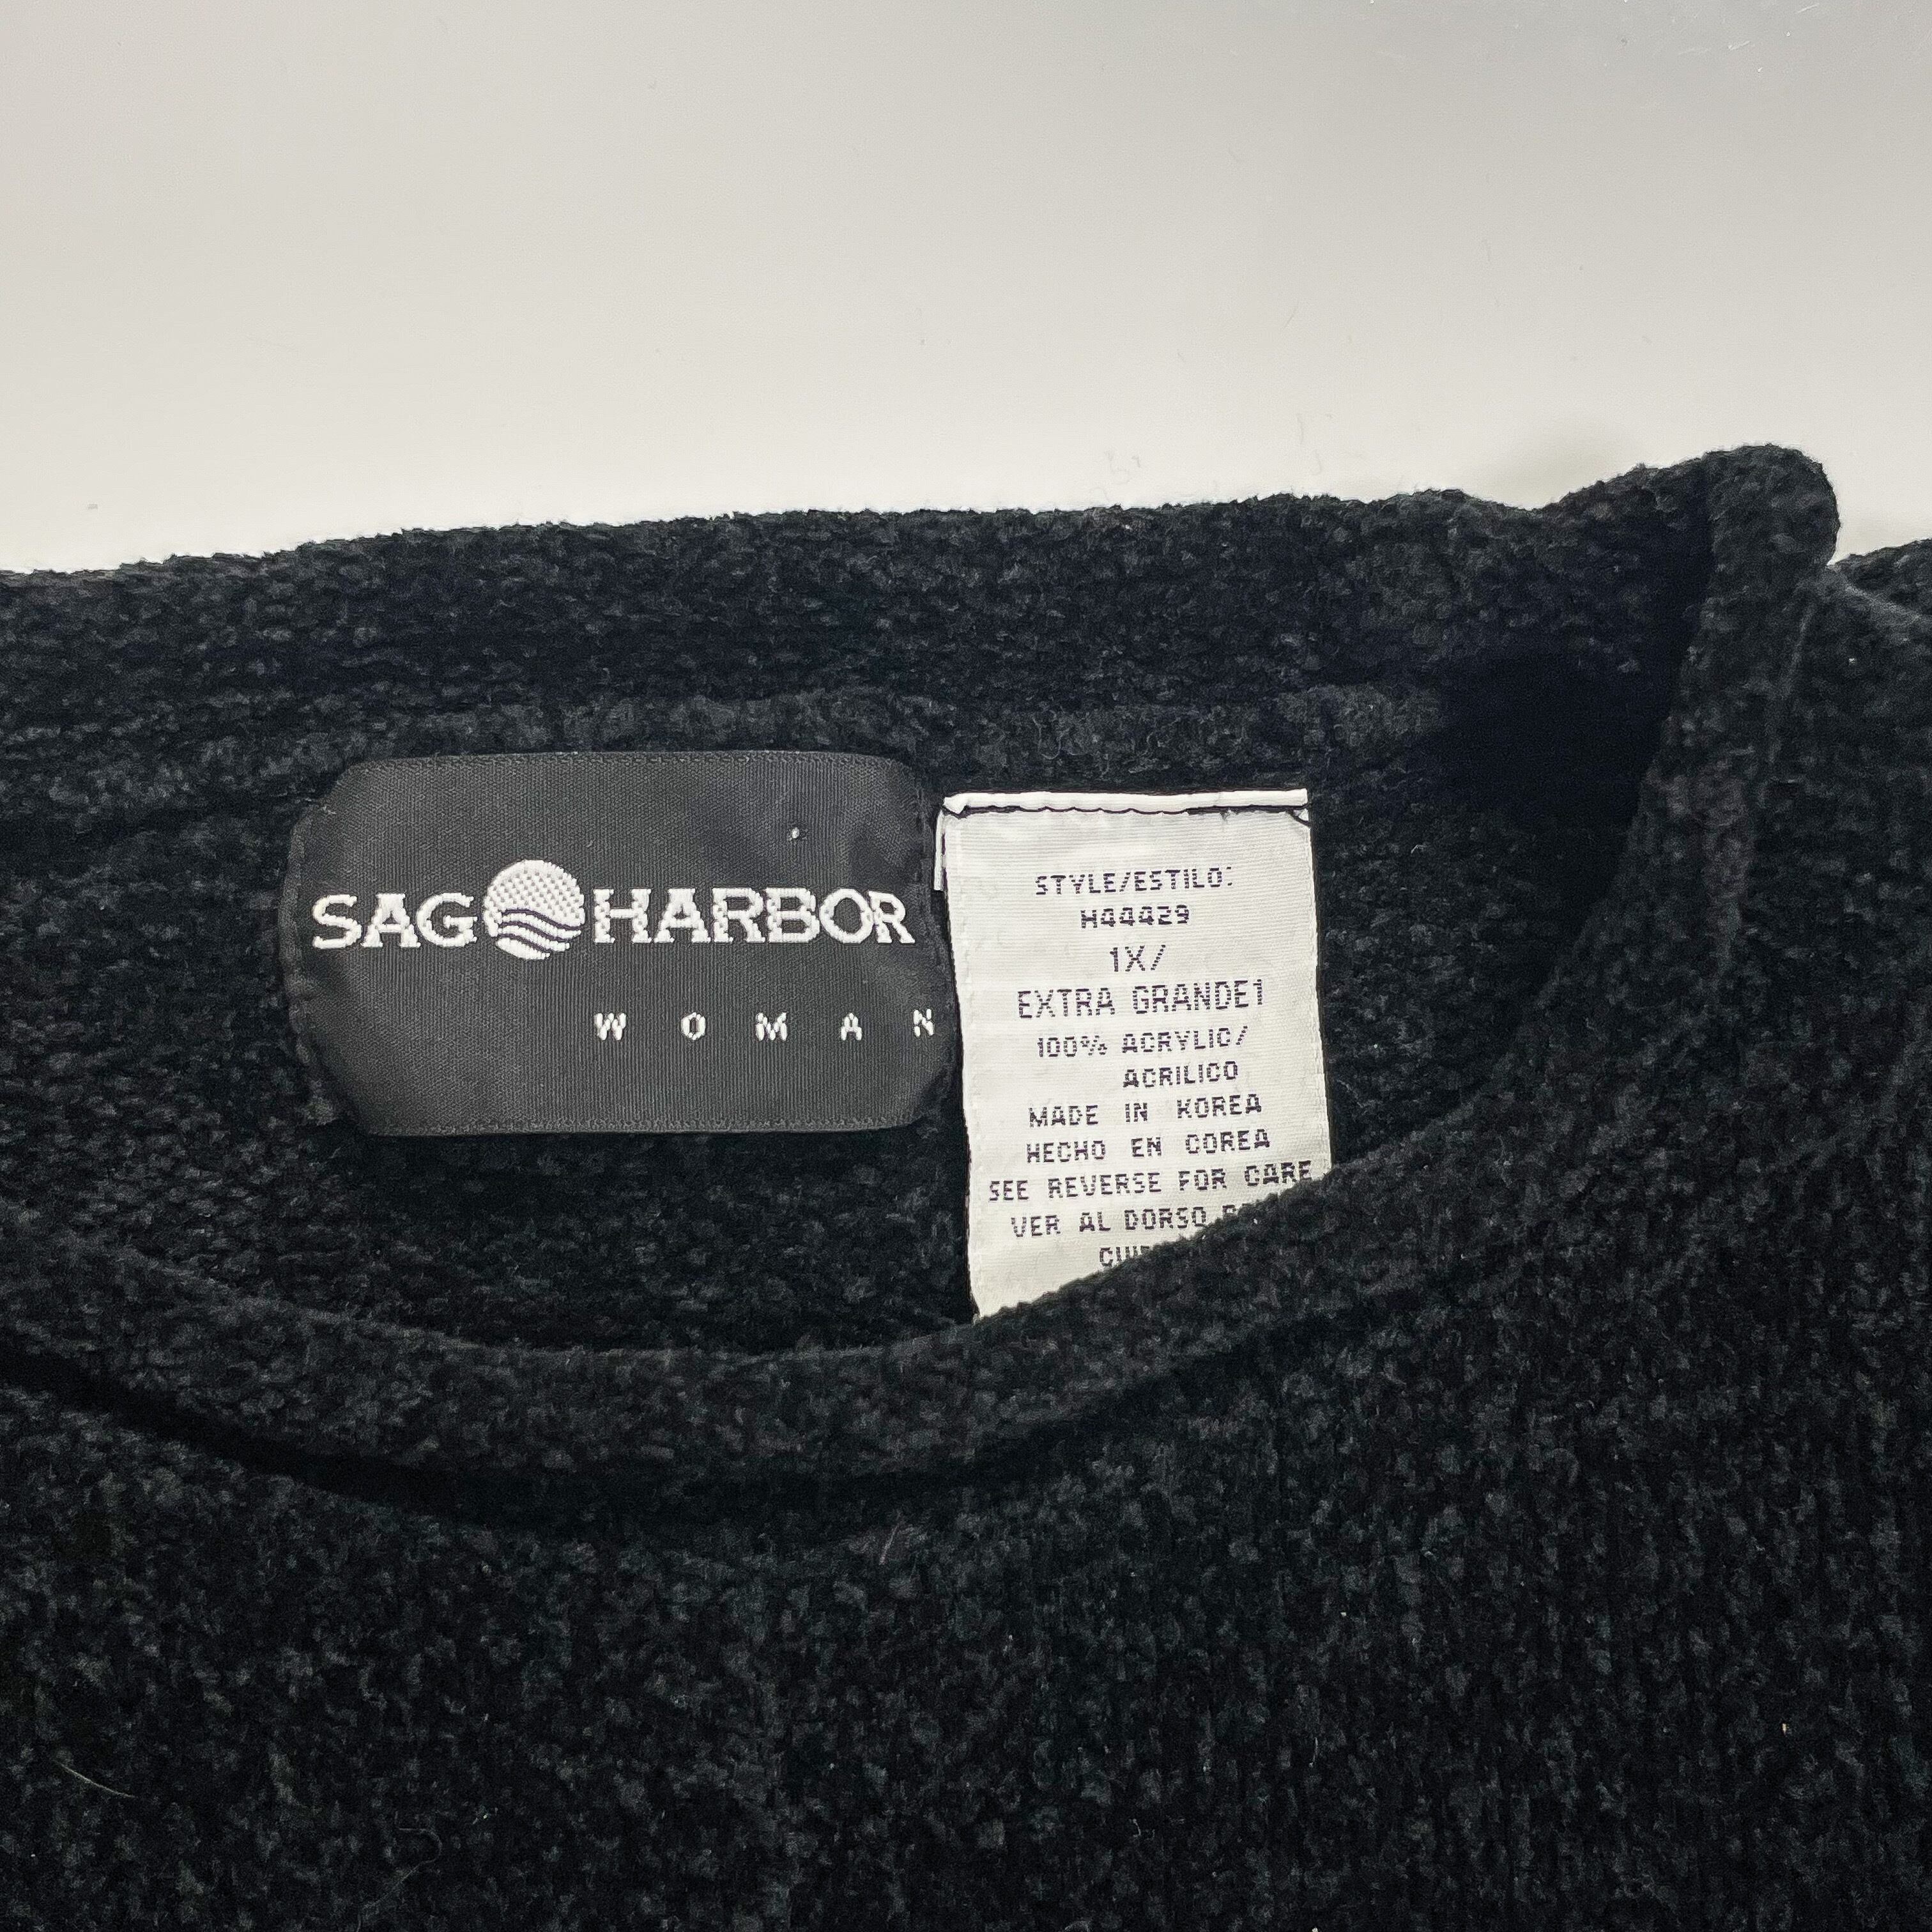 SAG HARBOR
WOMAN
STYLE/ESTILO:
H44429
1X/
EXTRA GRANDE1
100% ACRYLIC/
ACRILICO
MADE IN KOREA
HECHO EN COREA
SEE REVERSE FOR CARE
VER AL DORSO